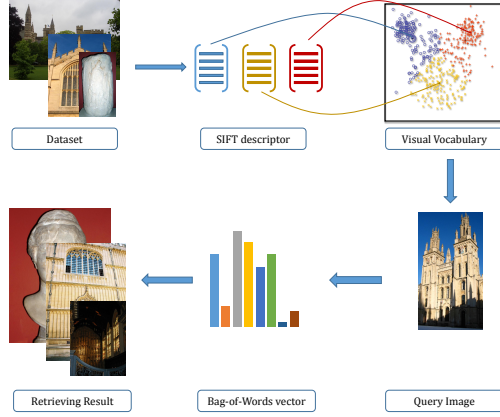 Dataset
SIFT descriptor
Visual Vocabulary
Retrieving Result
Bag-of-Words vector
Query Image